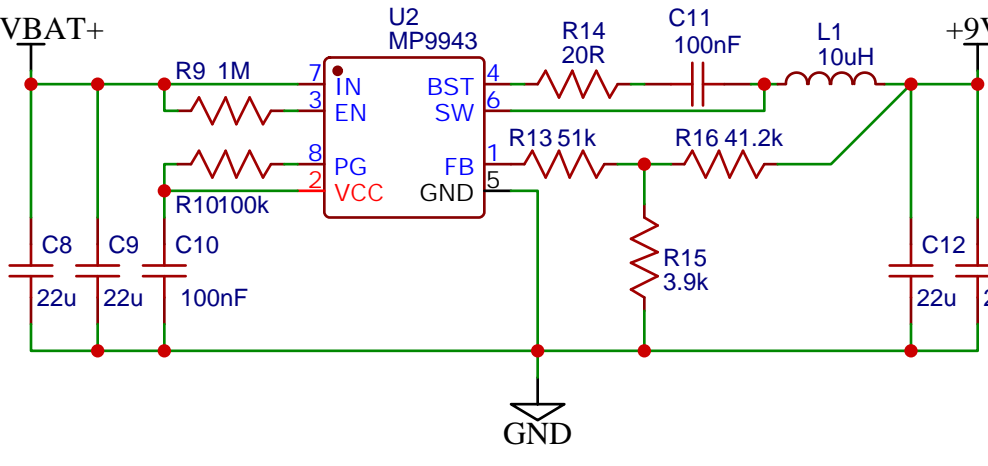 VBAT+
U2
MP9943
R14
20R
C11
100nF
L1
10uH
+9V
R9 1M
7
IN
3
EN
8
PG
2
VCC
4
BST
6
SW
1
FB
5
GND
R13 51k
R16 41.2k
R10100k
C8
22u
C9
22u
C10
100nF
R15
3.9k
C12
22u
GND